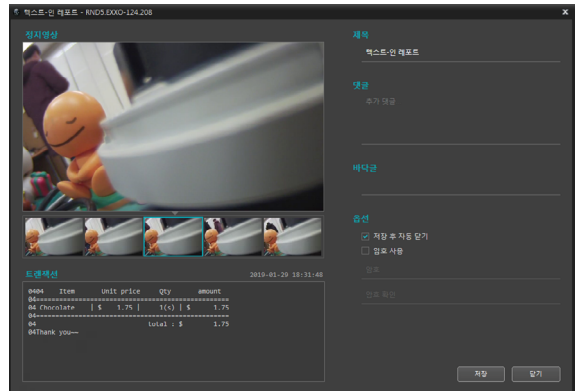 텍스트-인 레포트 - RND5.EXXO-124.208
정지영상
트랜잭션 2019-01-29 18:31:48
0404 Item Unit price Qty amount
04==================================================
04 Chocolate | $ 1.75 | 1(s) | $ 1.75
04==================================================
04 total : $ 1.75
04Thank you~~
제목
텍스트-인 레포트
댓글
추가 댓글
바닥글
옵션
저장 후 자동 닫기
암호 사용
암호
암호 확인
저장
닫기